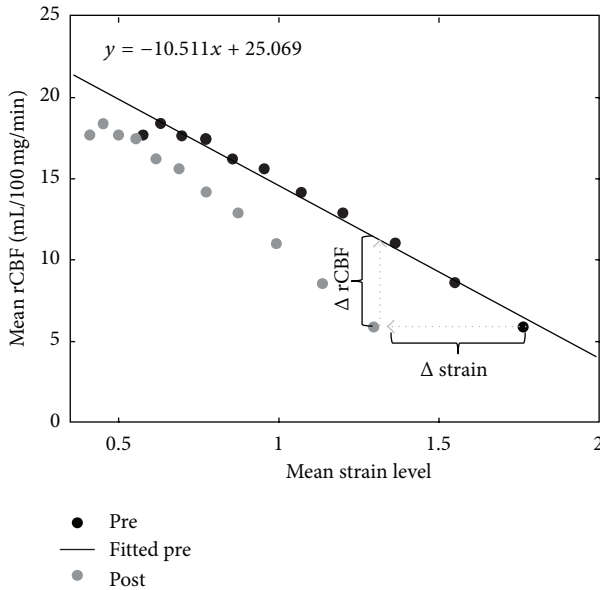 25
20
15
10
5
0
Mean rCBF (mL/100 mg/min)
y = −10.511x + 25.069
Δ rCBF
Δ strain
0.5 1 1.5 2
Mean strain level
Pre
Fitted pre
Post